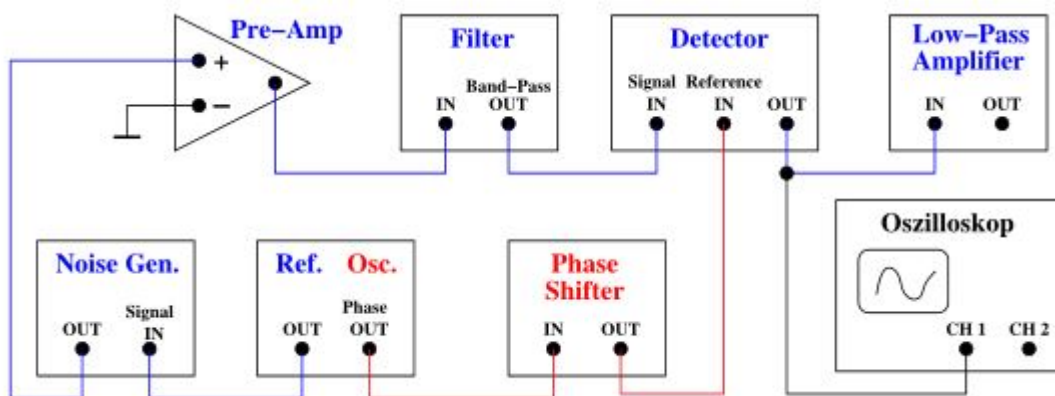 Pre-Amp
+
-
Filter
Band-Pass
IN OUT
Detector
Signal Reference
IN IN OUT
Low-Pass
Amplifier
IN OUT
Noise Gen.
Signal
OUT IN
Ref. Osc.
Phase
OUT OUT
Phase
Shifter
IN OUT
Oszilloskop
CH 1 CH 2